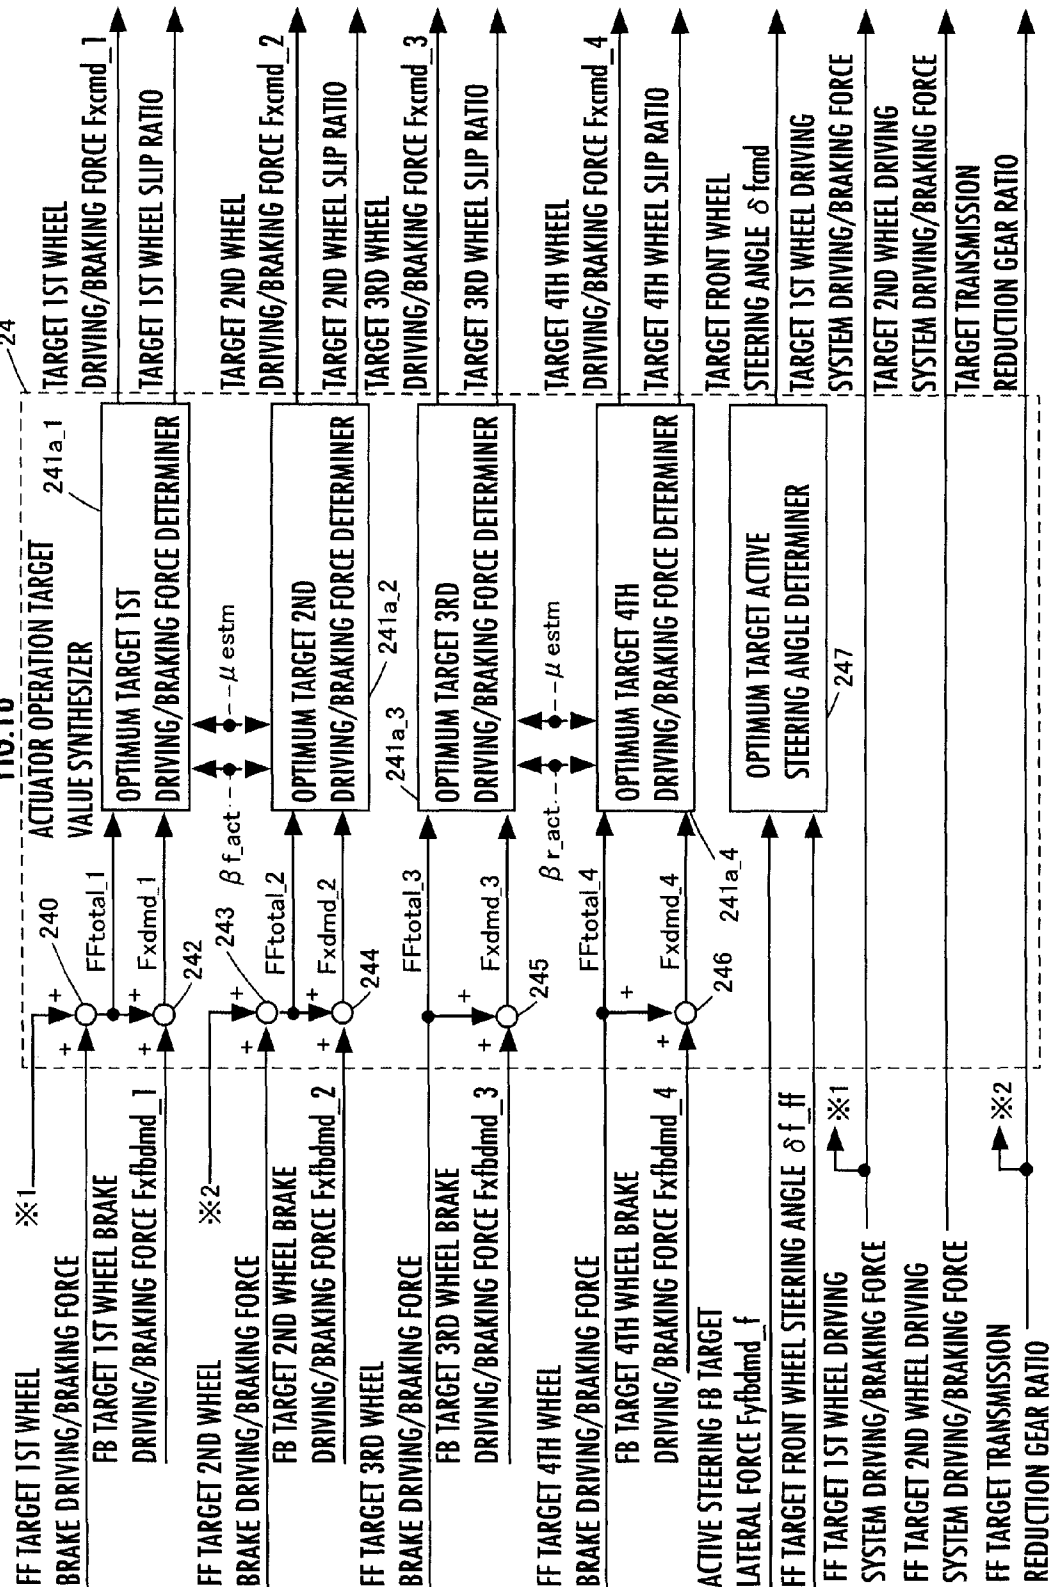 FIG.16
24
ACTUATOR OPERATION TARGET
VALUE SYNTHESIZER
※1
FF TARGET 1ST WHEEL
BRAKE DRIVING/BRAKING FORCE
FB TARGET 1ST WHEEL BRAKE
DRIVING/BRAKING FORCE Fxfbdmd_1
+
+
240
FFtotal_1
+
+
Fxdmd_1
242
241a_1
OPTIMUM TARGET 1ST
DRIVING/BRAKING FORCE DETERMINER
TARGET 1ST WHEEL
DRIVING/BRAKING FORCE Fxcmd_1
TARGET 1ST WHEEL SLIP RATIO
βf_act
μestm
※2
FF TARGET 2ND WHEEL
BRAKE DRIVING/BRAKING FORCE
FB TARGET 2ND WHEEL BRAKE
DRIVING/BRAKING FORCE Fxfbdmd_2
+
+
243
FFtotal_2
+
+
Fxdmd_2
244
OPTIMUM TARGET 2ND
DRIVING/BRAKING FORCE DETERMINER
241a_2
TARGET 2ND WHEEL
DRIVING/BRAKING FORCE Fxcmd_2
TARGET 2ND WHEEL SLIP RATIO
FF TARGET 3RD WHEEL
BRAKE DRIVING/BRAKING FORCE
FB TARGET 3RD WHEEL BRAKE
DRIVING/BRAKING FORCE Fxfbdmd_3
FFtotal_3
+
+
Fxdmd_3
245
241a_3
OPTIMUM TARGET 3RD
DRIVING/BRAKING FORCE DETERMINER
TARGET 3RD WHEEL
DRIVING/BRAKING FORCE Fxcmd_3
TARGET 3RD WHEEL SLIP RATIO
βr_act
μestm
FF TARGET 4TH WHEEL
BRAKE DRIVING/BRAKING FORCE
FB TARGET 4TH WHEEL BRAKE
DRIVING/BRAKING FORCE Fxfbdmd_4
FFtotal_4
+
+
Fxdmd_4
246
241a_4
OPTIMUM TARGET 4TH
DRIVING/BRAKING FORCE DETERMINER
TARGET 4TH WHEEL
DRIVING/BRAKING FORCE Fxcmd_4
TARGET 4TH WHEEL SLIP RATIO
ACTIVE STEERING FB TARGET
LATERAL FORCE Fyfbdmd_f
FF TARGET FRONT WHEEL STEERING ANGLE δf_ff
OPTIMUM TARGET ACTIVE
STEERING ANGLE DETERMINER
247
TARGET FRONT WHEEL
STEERING ANGLE δfcmd
FF TARGET 1ST WHEEL DRIVING
SYSTEM DRIVING/BRAKING FORCE
※1
TARGET 1ST WHEEL DRIVING
SYSTEM DRIVING/BRAKING FORCE
FF TARGET 2ND WHEEL DRIVING
SYSTEM DRIVING/BRAKING FORCE
TARGET 2ND WHEEL DRIVING
SYSTEM DRIVING/BRAKING FORCE
FF TARGET TRANSMISSION
REDUCTION GEAR RATIO
※2
TARGET TRANSMISSION
REDUCTION GEAR RATIO